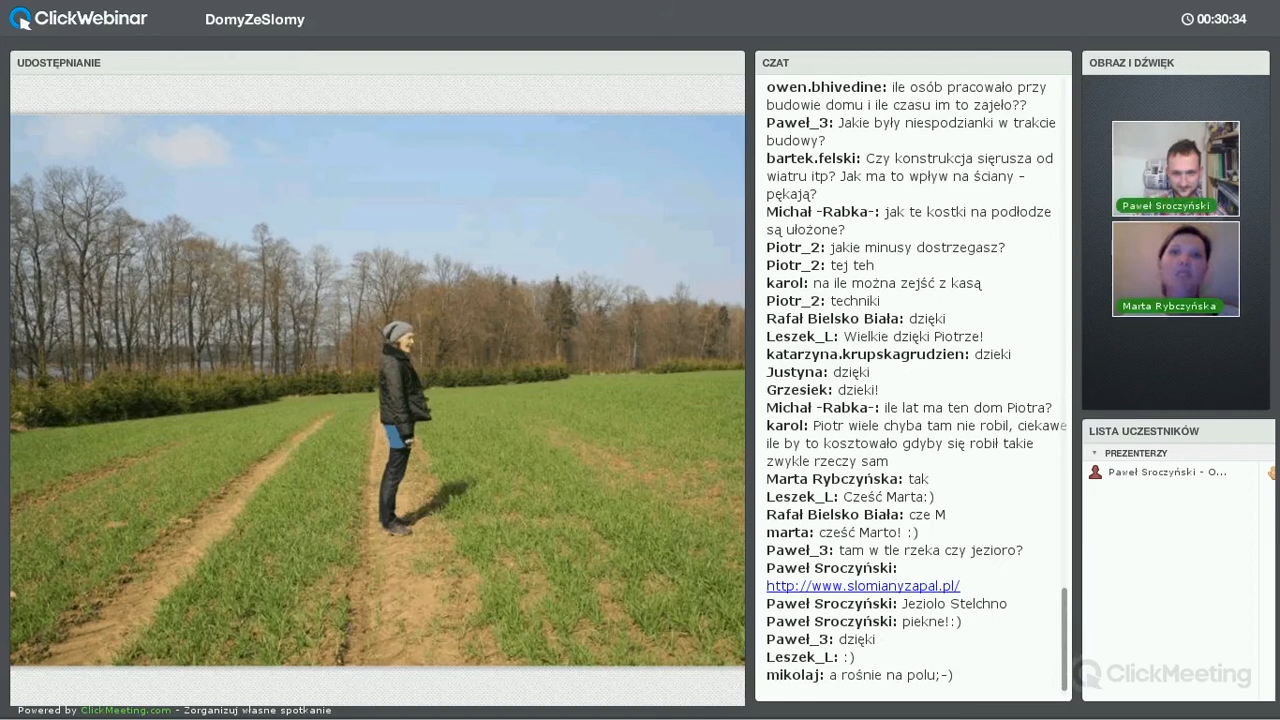 ClickWebinar
DomyZeSlomy
00:30:34
UDOSTĘPNIANIE
CZAT
owen.bhivedine: ile osób pracowało przy
budowie domu i ile czasu im to zajeło??
Paweł_3: Jakie były niespodzianki w trakcie
budowy?
bartek.felski: Czy konstrukcja sięrusza od
wiatru itp? Jak ma to wpływ na ściany -
pękają?
Michał -Rabka-: jak te kostki na podłodze
są ułożone?
Piotr_2: jakie minusy dostrzegasz?
Piotr_2: tej teh
karol: na ile można zejść z kasą
Piotr_2: techniki
Rafał Bielsko Biała: dzięki
Leszek_L: Wielkie dzięki Piotrze!
katarzyna.krupskagrudzien: dzieki
Justyna: dzięki
Grzesiek: dzieki!
Michał -Rabka-: ile lat ma ten dom Piotra?
karol: Piotr wiele chyba tam nie robil, ciekawe
ile by to kosztowało gdyby się robił takie
zwykle rzeczy sam
Marta Rybczyńska: tak
Leszek_L: Cześć Marta:)
Rafał Bielsko Biała: cze M
marta: cześć Marto! :)
Paweł_3: tam w tle rzeka czy jezioro?
Paweł Sroczyński:
http://www.slomianyzapal.pl/
Paweł Sroczyński: Jeziolo Stelchno
Paweł Sroczyński: piekne!:)
Paweł_3: dzięki
Leszek_L: :)
mikolaj: a rośnie na polu;-)
OBRAZ I DŹWIĘK
Paweł Sroczyński
Marta Rybczyńska
LISTA UCZESTNIKÓW
PREZENTERZY
Paweł Sroczyński - O...
ClickMeeting
Powered by ClickMeeting.com - Zorganizuj własne spotkanie